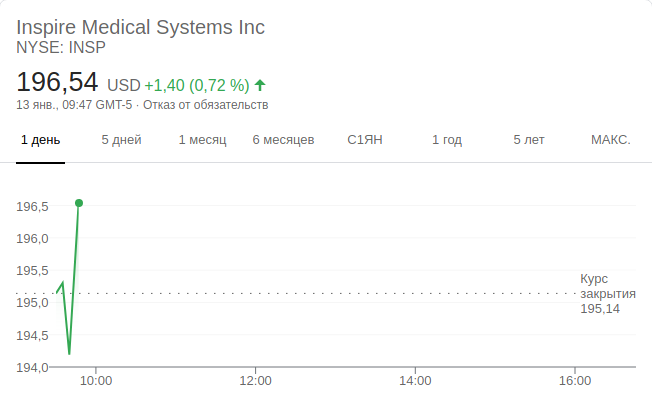 Inspire Medical Systems Inc
NYSE: INSP
196,54 USD +1,40 (0,72 %) ↑
13 янв., 09:47 GMT-5 · Отказ от обязательств
1 день 5 дней 1 месяц 6 месяцев С1ЯН 1 год 5 лет МАКС.
196,5
196,0
195,5
195,0
194,5
194,0
Курс
закрытия
195,14
10:00 12:00 14:00 16:00